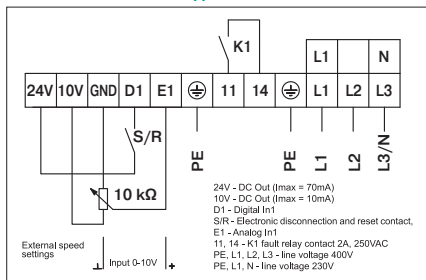 K1
L1 N
24V 10V GND D1 E1 11 14 L1 L2 L3
S/R
PE PE L1 L2 L3/N
10 kΩ
24V - DC Out (Imax = 70mA)
10V - DC Out (Imax = 10mA)
D1 - Digital In1
S/R - Electronic disconnection and reset contact,
E1 - Analog In1
11, 14 - K1 fault relay contact 2A, 250VAC
PE, L1, L2, L3 - line voltage 400V
PE, L1, N - line voltage 230V
External speed
settings
Input 0-10V
+